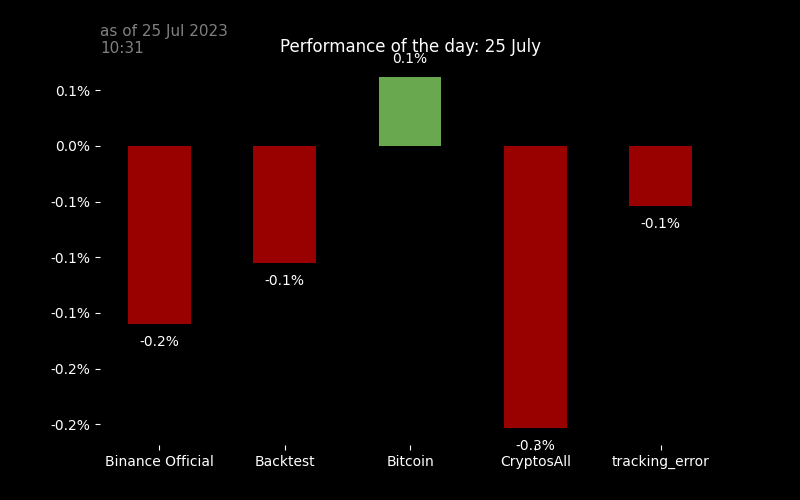 as of 25 Jul 2023
10:31
Performance of the day: 25 July
0.1%
0.1%
0.0%
-0.1%
-0.1%
-0.1%
-0.2%
-0.2%
-0.2%
-0.1%
-0.3%
-0.1%
Binance Official
Backtest
Bitcoin
CryptosAll
tracking_error